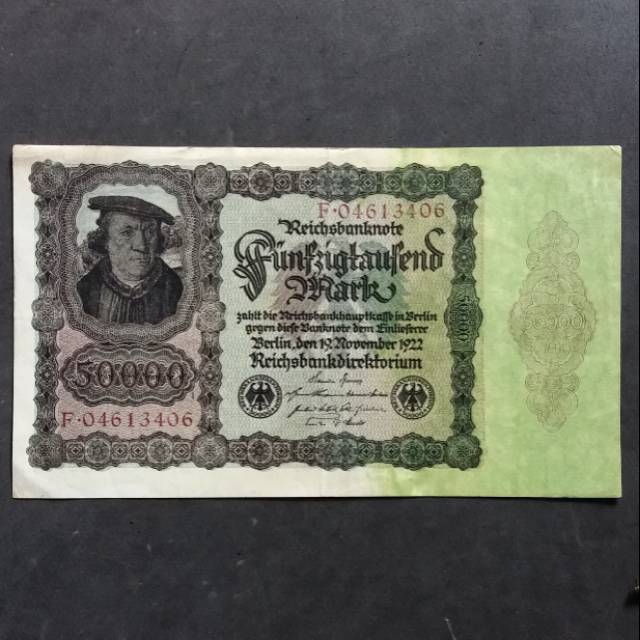 F·04613406
Reichsbanknote
Fünfzigtausend
Mark
zahlt die Reichsbankhauptkasse in Berlin
gegen diese Banknote dem Einlieferer
Berlin, den 19. November 1922
Reichsbankdirektorium
50000
50000
F·04613406